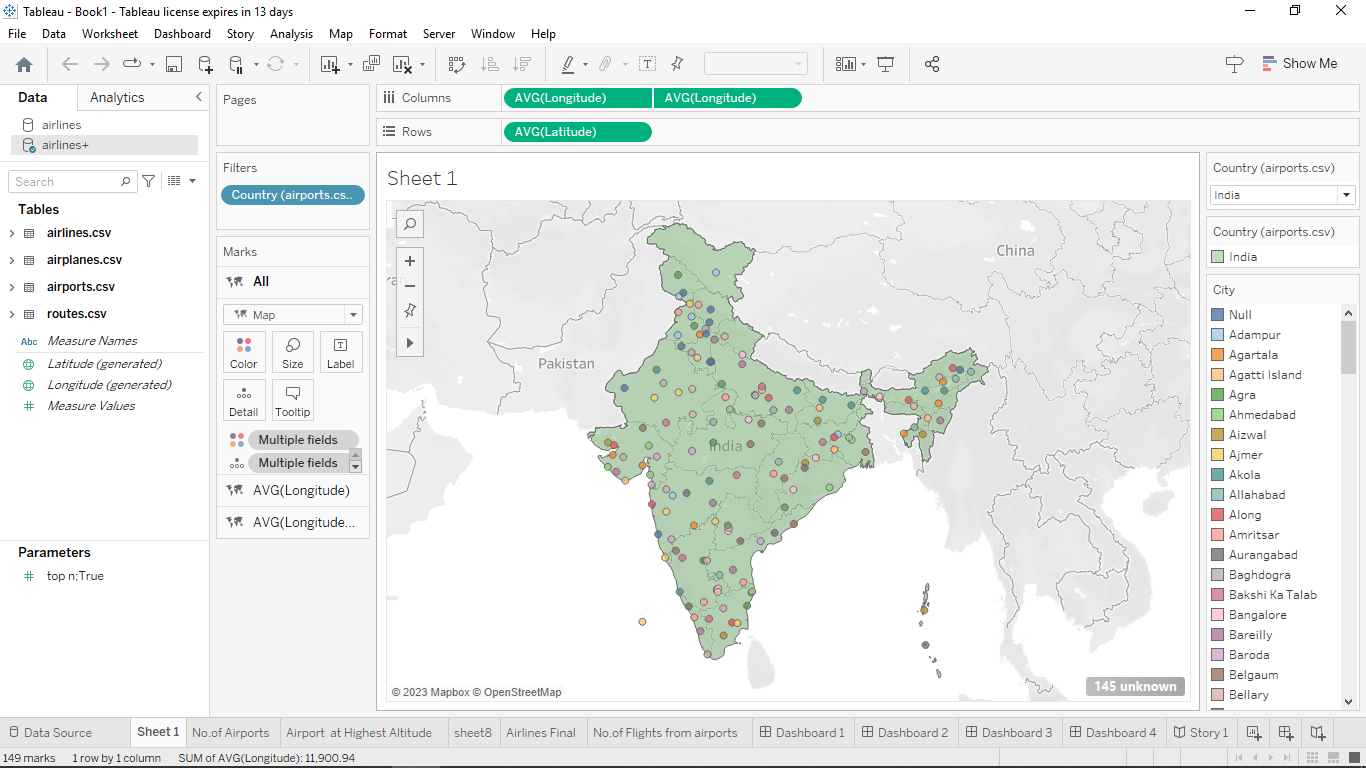 Tableau - Book1 - Tableau license expires in 13 days
File Data Worksheet Dashboard Story Analysis Map Format Server Window Help
Show Me
Data Analytics
airlines
airlines+
Search
Tables
airlines.csv
airplanes.csv
airports.csv
routes.csv
Abc Measure Names
Latitude (generated)
Longitude (generated)
Measure Values
Parameters
top n;True
Pages
Filters
Country (airports.cs..
Marks
All
Map
Color Size Label
Detail Tooltip
Multiple fields
Multiple fields
AVG(Longitude)
AVG(Longitude...
Columns AVG(Longitude) AVG(Longitude)
Rows AVG(Latitude)
Sheet 1
China
Pakistan
India
© 2023 Mapbox © OpenStreetMap
145 unknown
Country (airports.csv)
India
Country (airports.csv)
India
City
Null
Adampur
Agartala
Agatti Island
Agra
Ahmedabad
Aizwal
Ajmer
Akola
Allahabad
Along
Amritsar
Aurangabad
Baghdogra
Bakshi Ka Talab
Bangalore
Bareilly
Baroda
Belgaum
Bellary
Data Source Sheet 1 No.of Airports Airport at Highest Altitude sheet8 Airlines Final No.of Flights from airports Dashboard 1 Dashboard 2 Dashboard 3 Dashboard 4 Story 1
149 marks 1 row by 1 column SUM of AVG(Longitude): 11,900.94